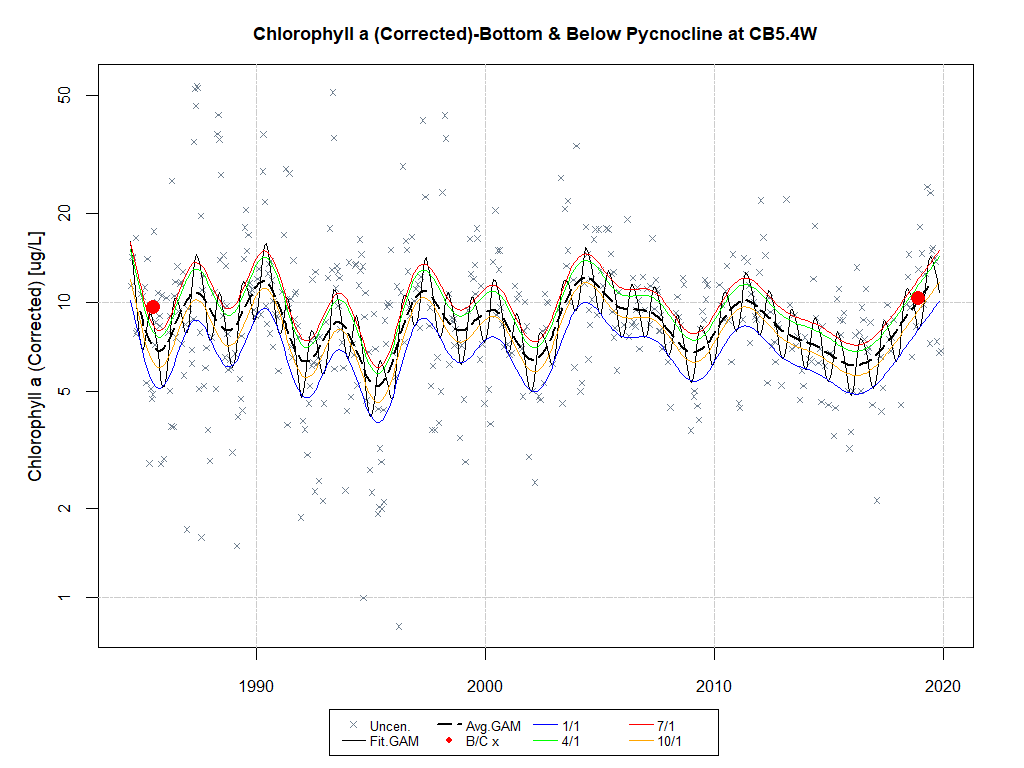 Chlorophyll a (Corrected)-Bottom & Below Pycnocline at CB5.4W
Chlorophyll a (Corrected) [ug/L]
50
20
10
5
2
1
1990 2000 2010 2020
Uncen. Avg.GAM 1/1 7/1
Fit.GAM B/C x 4/1 10/1